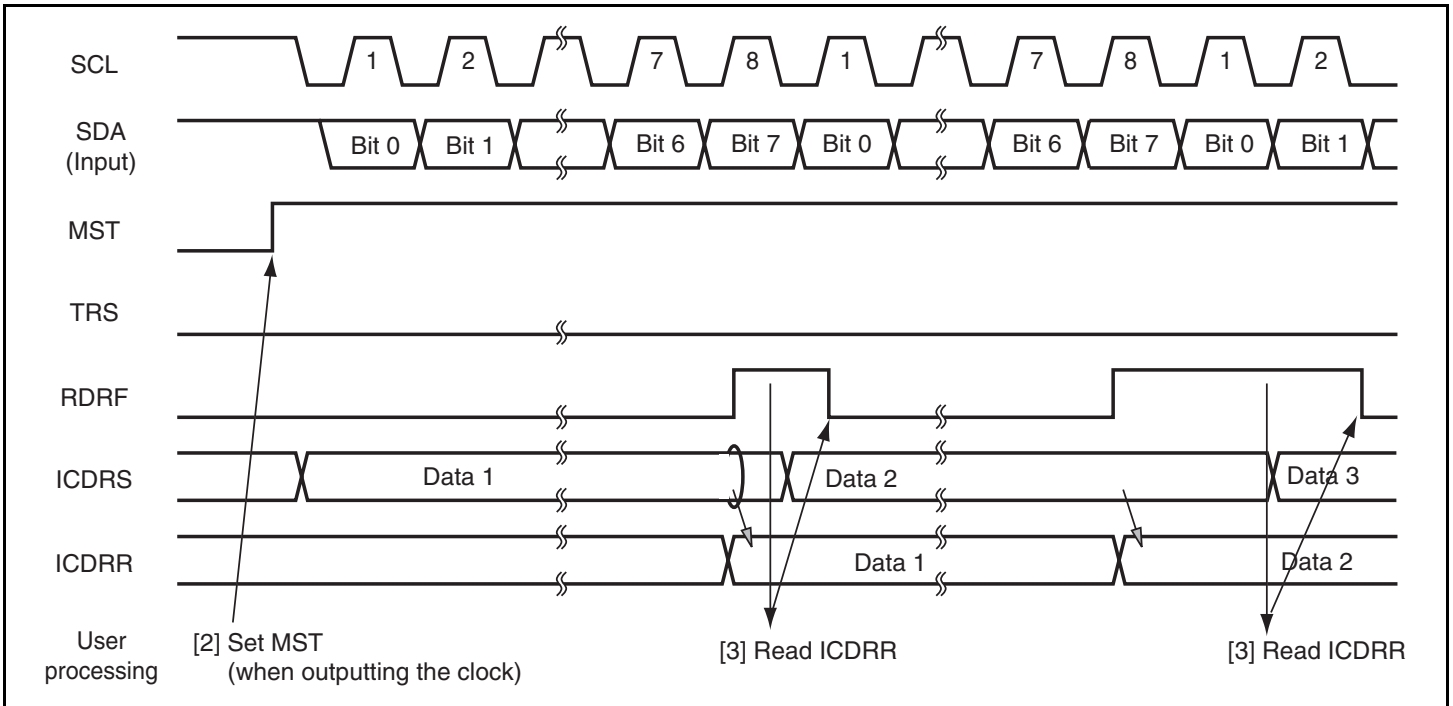 SCL 1 2 7 8 1 7 8 1 2
SDA
(Input)
Bit 0 Bit 1 Bit 6 Bit 7 Bit 0 Bit 6 Bit 7 Bit 0 Bit 1
MST
TRS
RDRF
ICDRS Data 1 Data 2 Data 3
ICDRR Data 1 Data 2
User
processing
[2] Set MST
(when outputting the clock)
[3] Read ICDRR
[3] Read ICDRR